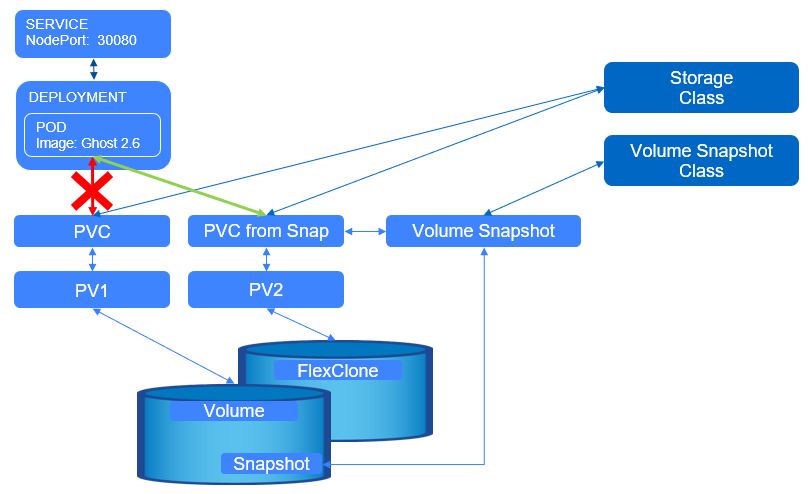 SERVICE
NodePort: 30080
DEPLOYMENT
POD
Image: Ghost 2.6
Storage
Class
Volume Snapshot
Class
PVC
PVC from Snap
Volume Snapshot
PV1
PV2
FlexClone
Volume
Snapshot